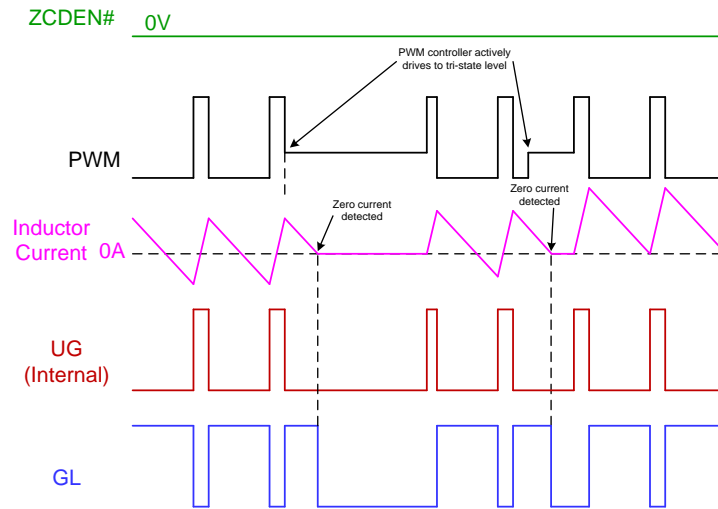 ZCDEN# 0V
PWM controller actively
drives to tri-state level
PWM
Zero current
detected
Zero current
detected
Inductor
Current 0A
UG
(Internal)
GL